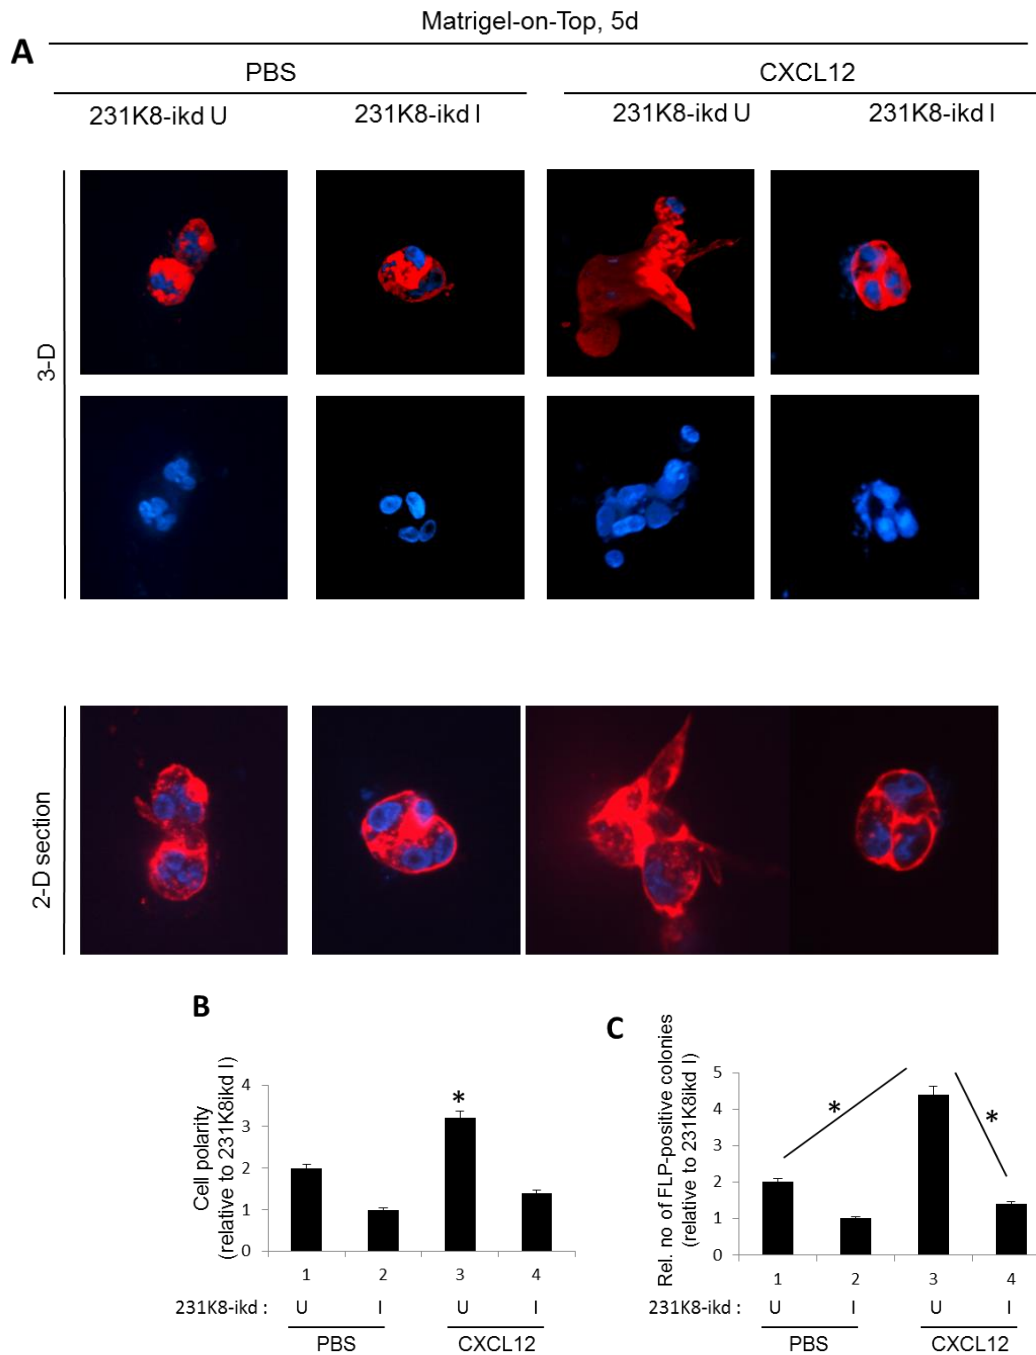 Matrigel-on-Top, 5d
A
PBS CXCL12
231K8-ikd U 231K8-ikd I 231K8-ikd U 231K8-ikd I
3-D
2-D section
B
Cell polarity
(relative to 231K8ikd I)
4
3
2
1
0
*
1 2 3 4
231K8-ikd : U I U I
PBS CXCL12
C
Rel. no of FLP-positive colonies
(relative to 231K8ikd I)
5
4
3
2
1
0
* *
1 2 3 4
U I U I
PBS CXCL12